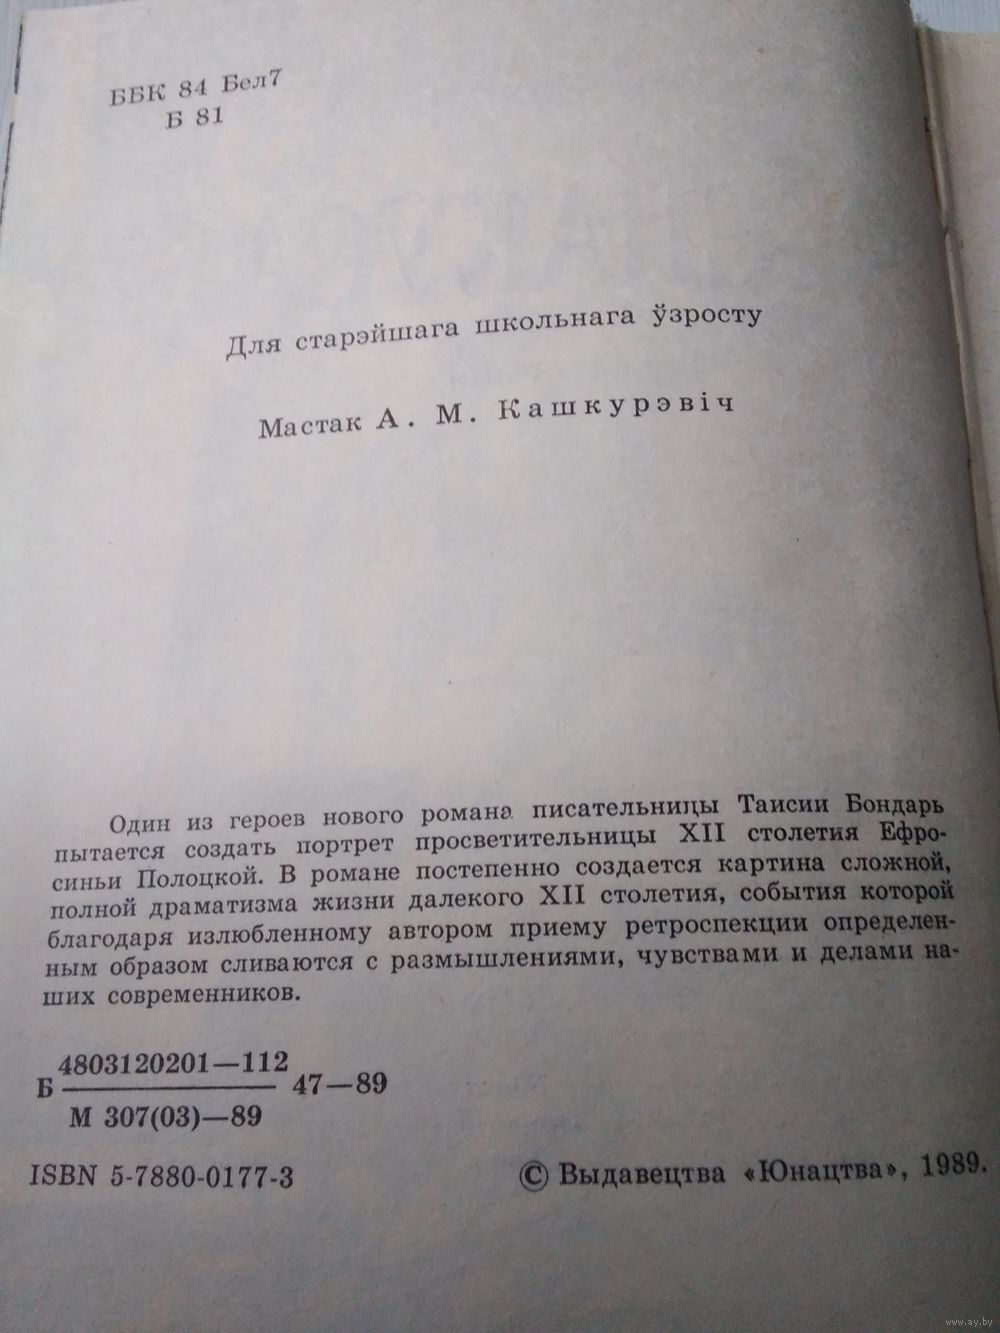 ББК 84 Бел7
Б 81
Для старэйшага школьнага ўзросту
Мастак А. М. Кашкурэвіч
Один из героев нового романа писательницы Таисии Бондарь
пытается создать портрет просветительницы XII столетия Ефро-
синьи Полоцкой. В романе постепенно создается картина сложной,
полной драматизма жизни далекого XII столетия, события которой
благодаря излюбленному автором приему ретроспекции определен-
ным образом сливаются с размышлениями, чувствами и делами на-
ших современников.
4803120201—112
Б 47—89
М 307(03)—89
ISBN 5-7880-0177-3 © Выдавецтва «Юнацтва», 1989.
www.ay.by